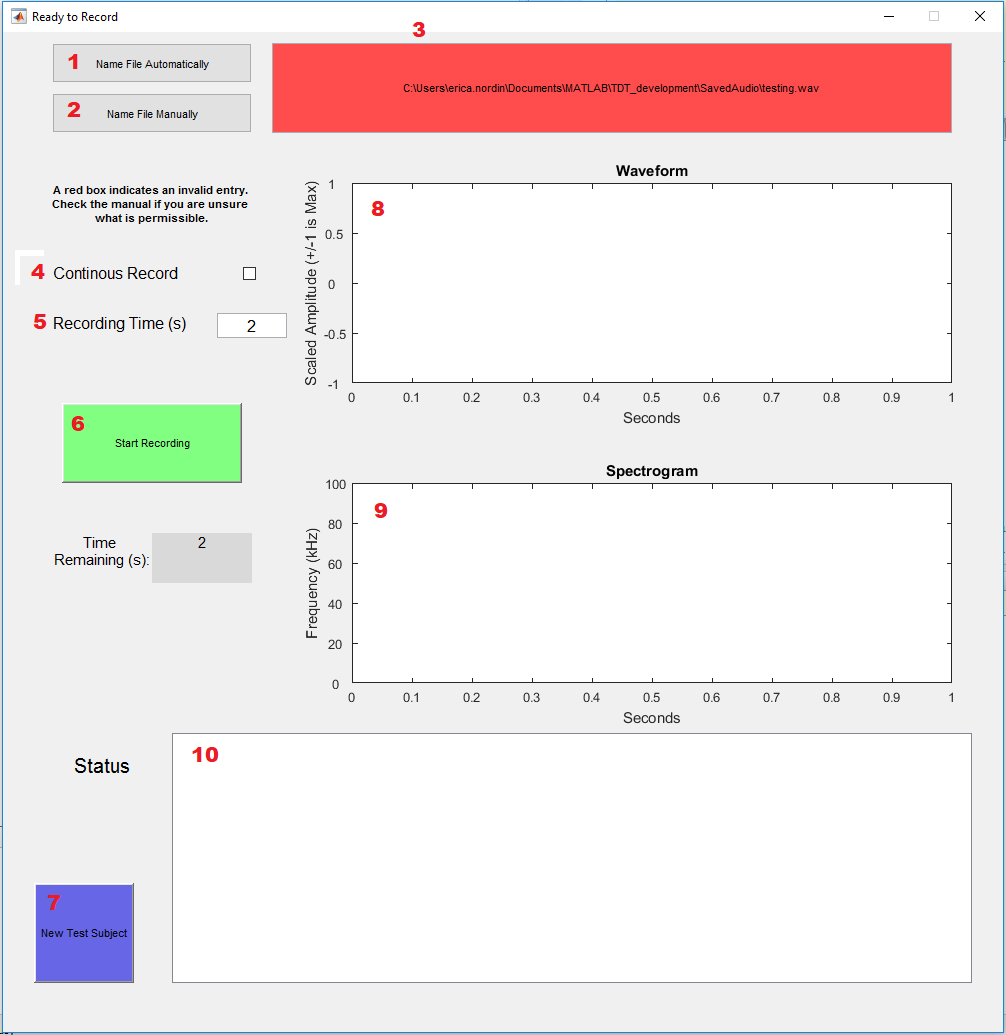 Ready to Record
3
1 Name File Automatically
C:\Users\erica.nordin\Documents\MATLAB\TDT_development\SavedAudio\testing.wav
2 Name File Manually
A red box indicates an invalid entry.
Check the manual if you are unsure
what is permissible.
4 Continous Record
5 Recording Time (s) 2
6
Start Recording
Time
Remaining (s):
2
Waveform
8
Scaled Amplitude (+/-1 is Max)
1
0.5
0
-0.5
-1
0 0.1 0.2 0.3 0.4 0.5 0.6 0.7 0.8 0.9 1
Seconds
Spectrogram
9
Frequency (kHz)
100
80
60
40
20
0
0 0.1 0.2 0.3 0.4 0.5 0.6 0.7 0.8 0.9 1
Seconds
Status
10
7
New Test Subject